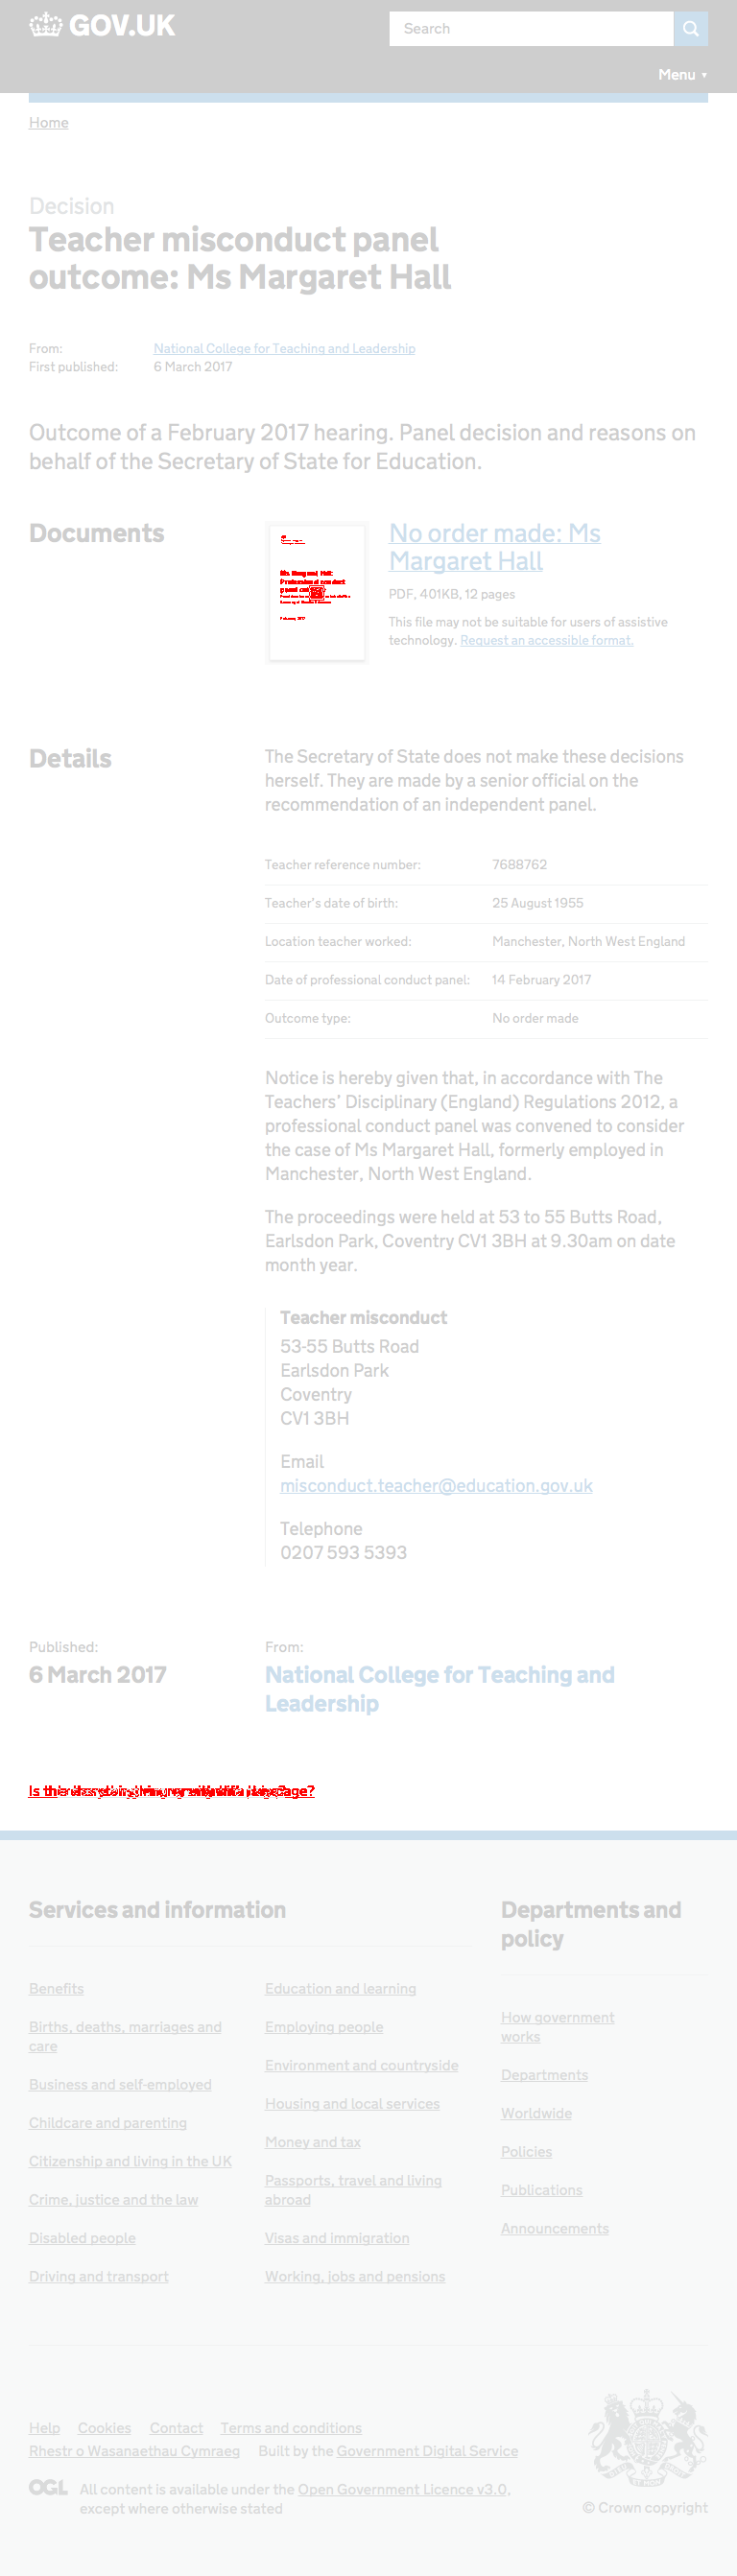 GOV.UK
Search
Menu ▼
Home
Decision
Teacher misconduct panel
outcome: Ms Margaret Hall
From: National College for Teaching and Leadership
First published: 6 March 2017
Outcome of a February 2017 hearing. Panel decision and reasons on
behalf of the Secretary of State for Education.
Documents
No order made: Ms
Margaret Hall
PDF, 401KB, 12 pages
This file may not be suitable for users of assistive
technology. Request an accessible format.
Details
The Secretary of State does not make these decisions
herself. They are made by a senior official on the
recommendation of an independent panel.
Teacher reference number: 7688762
Teacher's date of birth: 25 August 1955
Location teacher worked: Manchester, North West England
Date of professional conduct panel: 14 February 2017
Outcome type: No order made
Notice is hereby given that, in accordance with The
Teachers' Disciplinary (England) Regulations 2012, a
professional conduct panel was convened to consider
the case of Ms Margaret Hall, formerly employed in
Manchester, North West England.
The proceedings were held at 53 to 55 Butts Road,
Earlsdon Park, Coventry CV1 3BH at 9.30am on date
month year.
Teacher misconduct
53-55 Butts Road
Earlsdon Park
Coventry
CV1 3BH
Email
misconduct.teacher@education.gov.uk
Telephone
0207 593 5393
Published:
6 March 2017
From:
National College for Teaching and
Leadership
Services and information
Benefits
Births, deaths, marriages and
care
Business and self-employed
Childcare and parenting
Citizenship and living in the UK
Crime, justice and the law
Disabled people
Driving and transport
Education and learning
Employing people
Environment and countryside
Housing and local services
Money and tax
Passports, travel and living
abroad
Visas and immigration
Working, jobs and pensions
Departments and
policy
How government
works
Departments
Worldwide
Policies
Publications
Announcements
Help Cookies Contact Terms and conditions
Rhestr o Wasanaethau Cymraeg Built by the Government Digital Service
OGL All content is available under the Open Government Licence v3.0,
except where otherwise stated
© Crown copyright